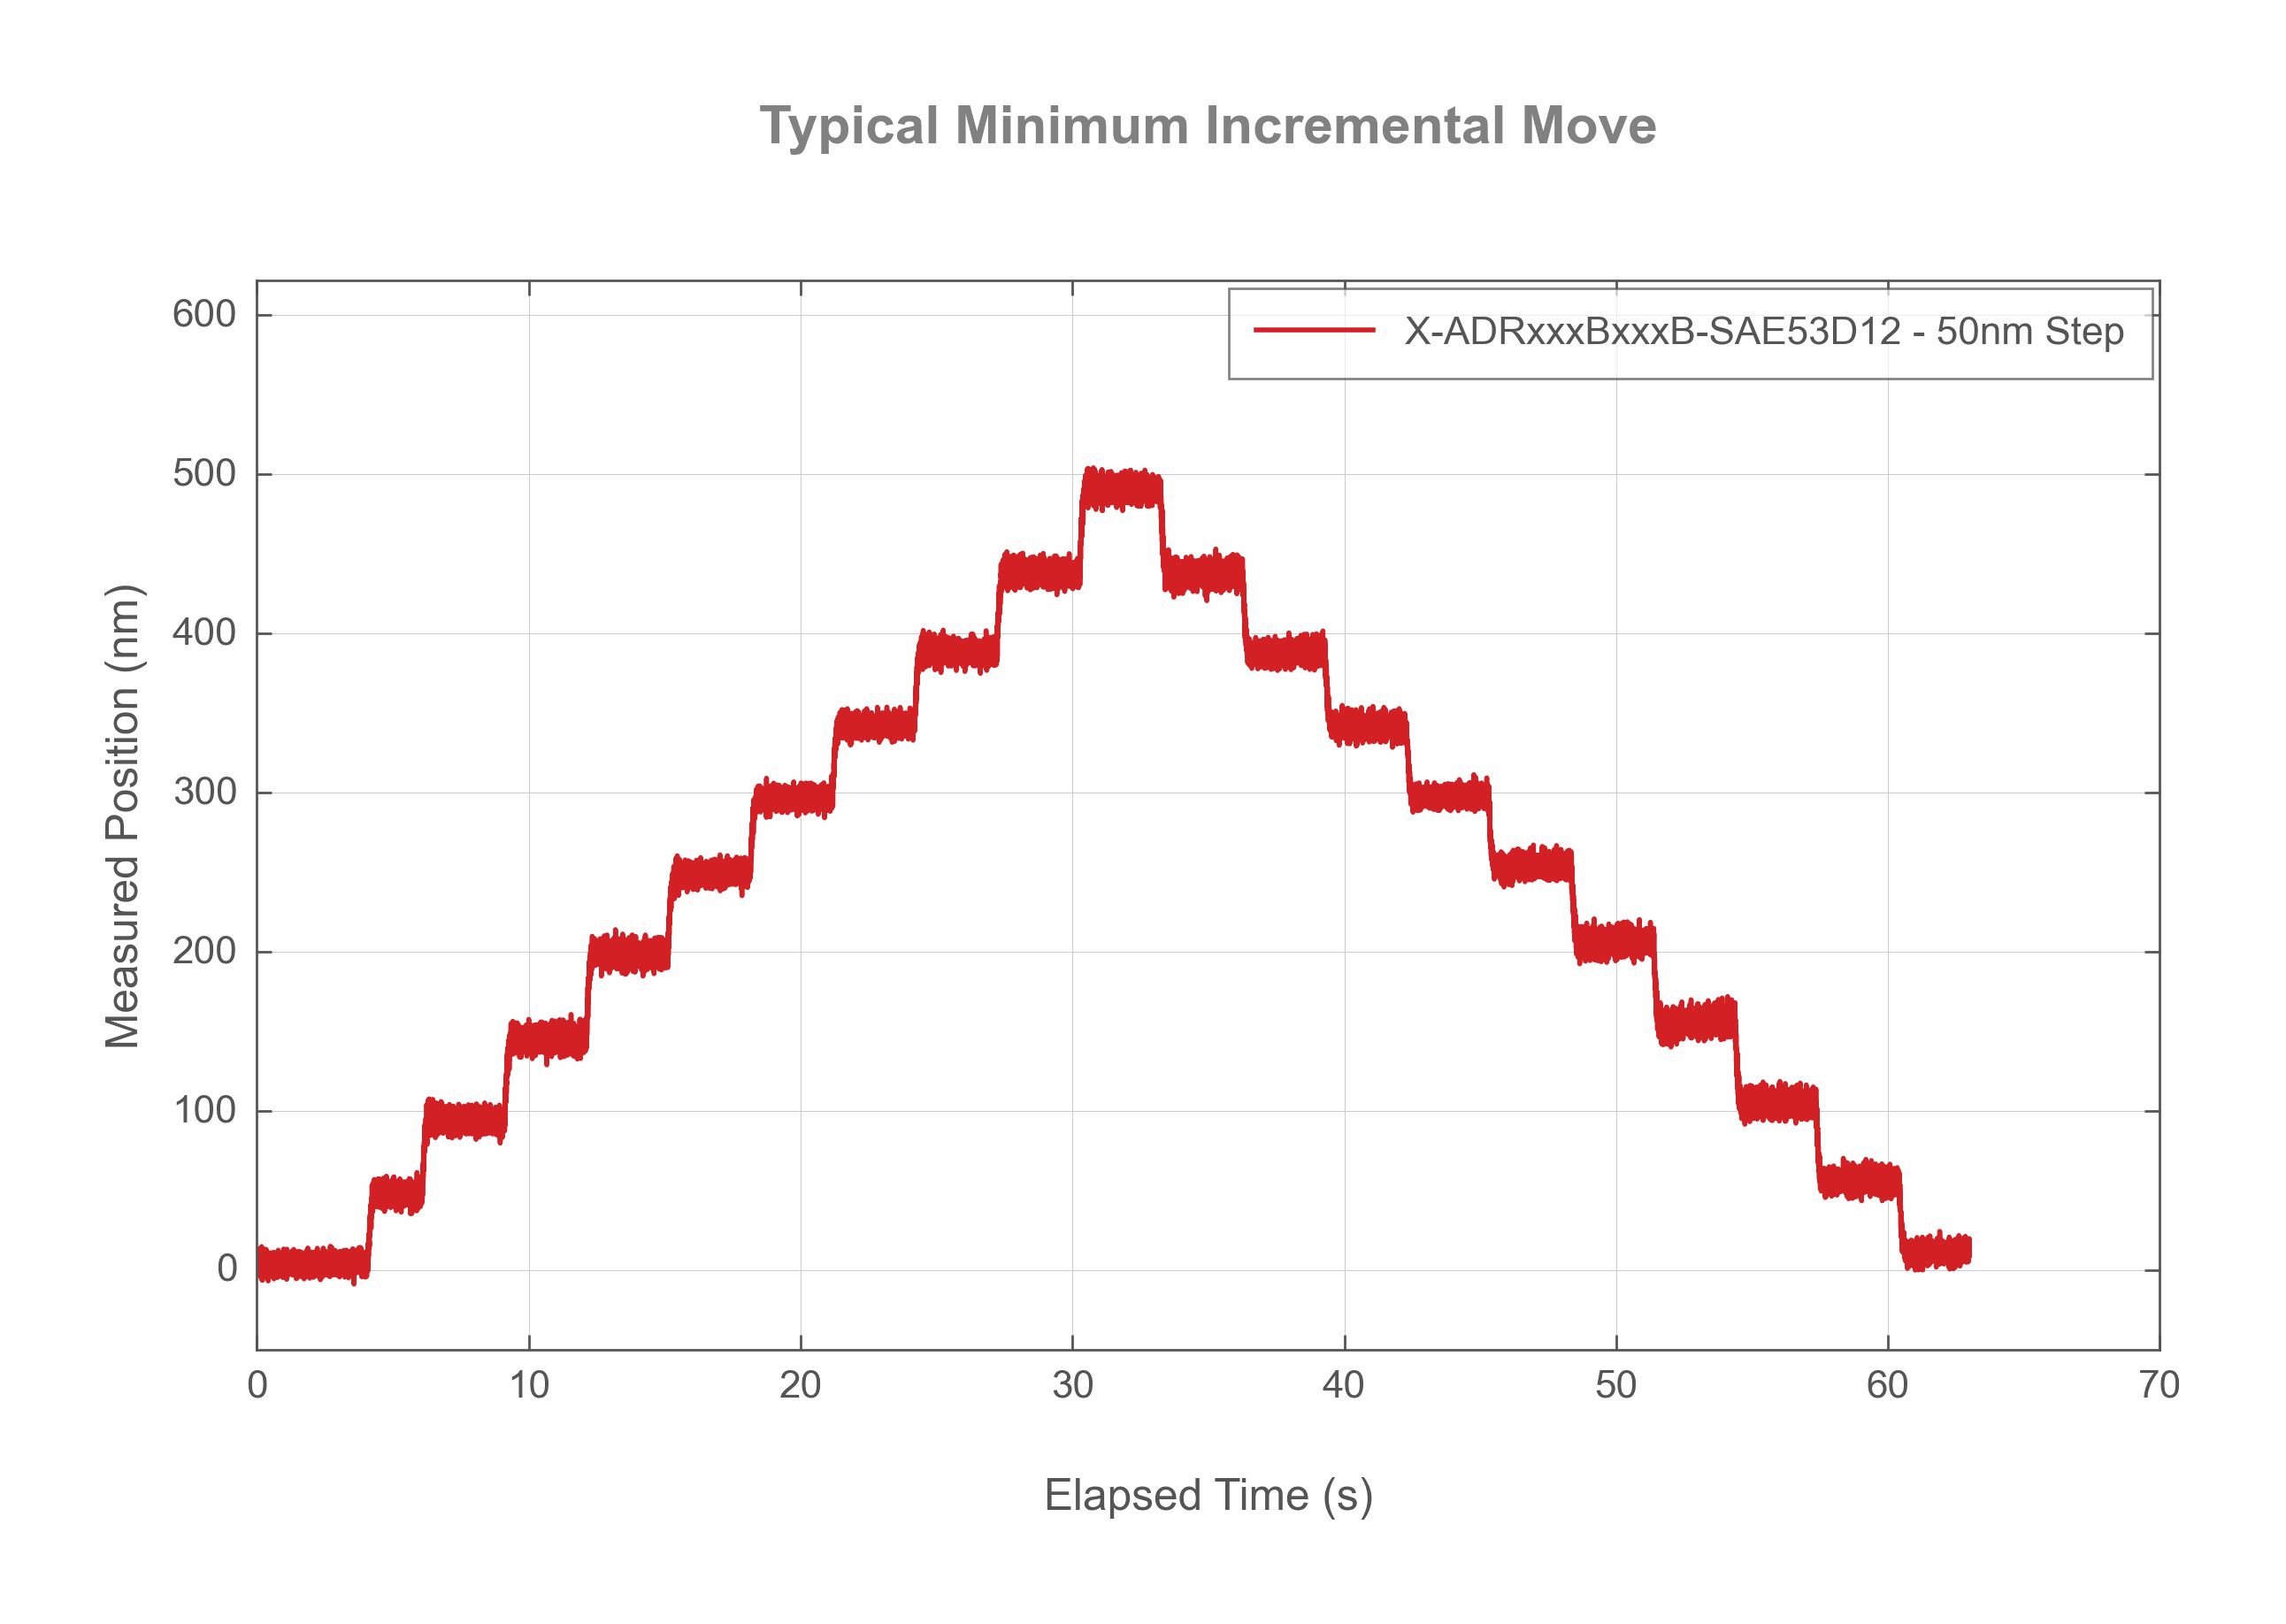 Typical Minimum Incremental Move
X-ADRxxxBxxxB-SAE53D12 - 50nm Step
Measured Position (nm)
600
500
400
300
200
100
0
0 10 20 30 40 50 60 70
Elapsed Time (s)